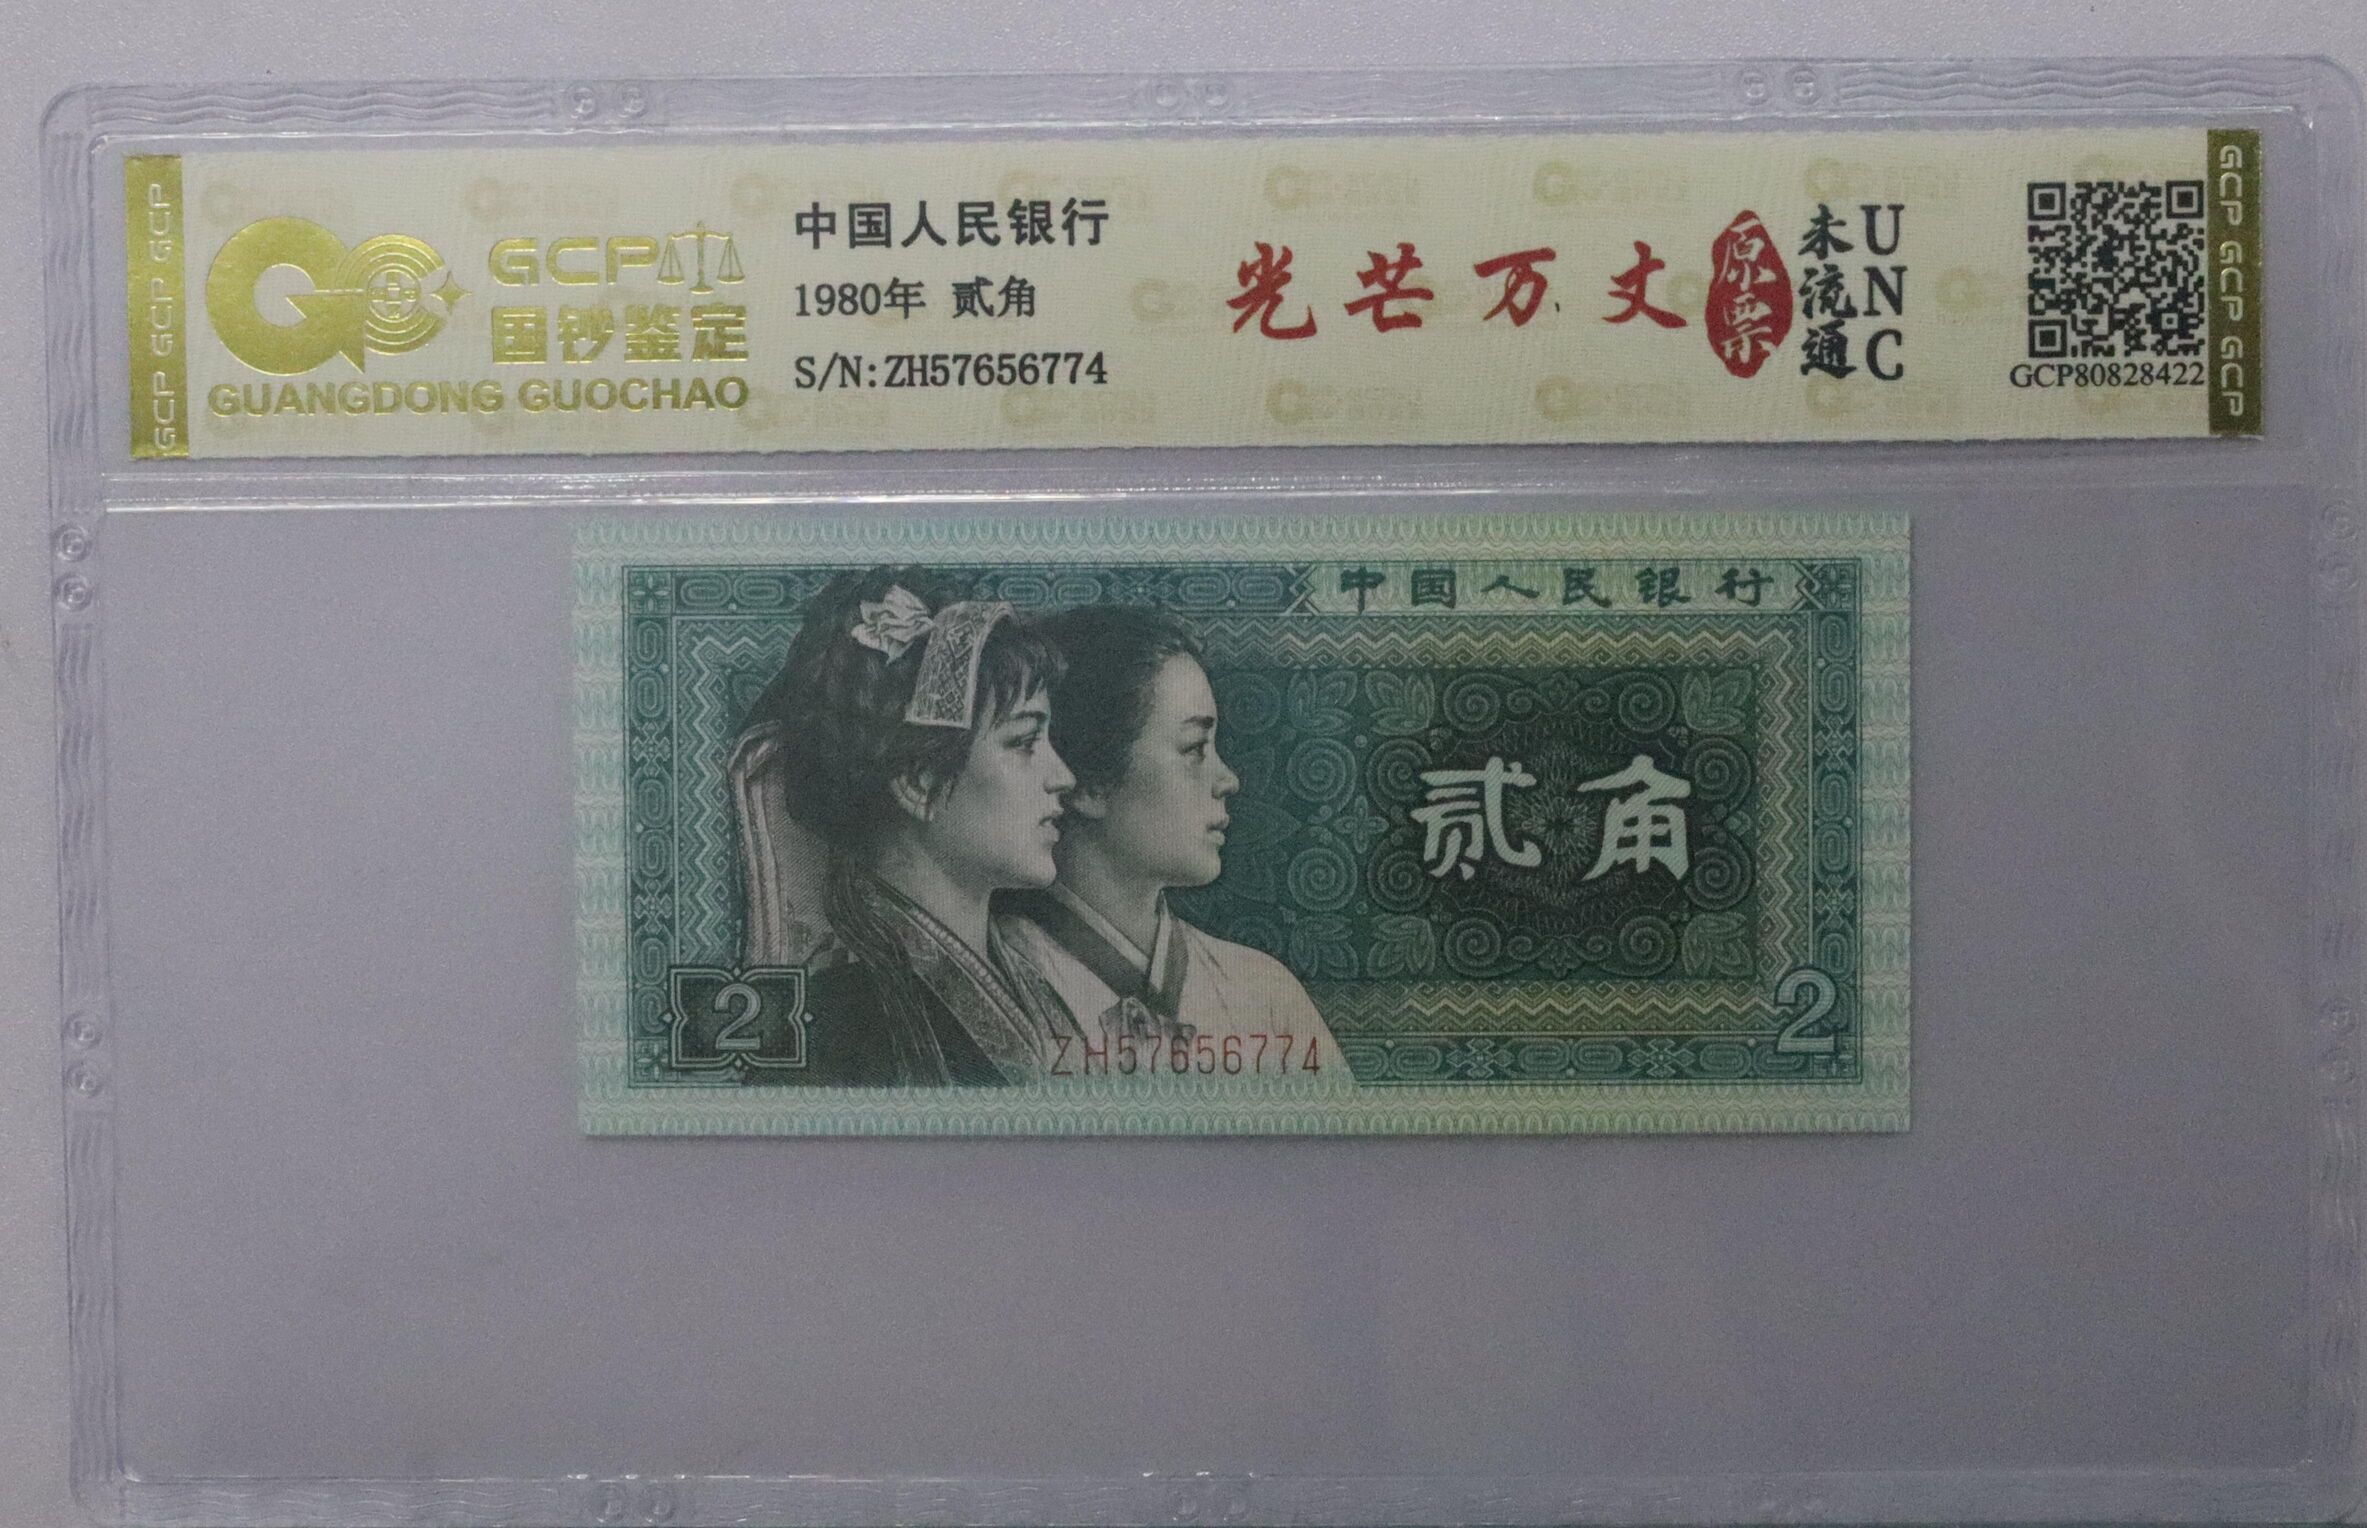 GCP GCP GCP
GCP
国钞鉴定
GUANGDONG GUOCHAO
中国人民银行
1980年 贰角
S/N:ZH57656774
光芒万丈
原票
未流通
UNC
GCP80828422
GCP GCP GCP
中国人民银行
贰角
2
ZH57656774
2